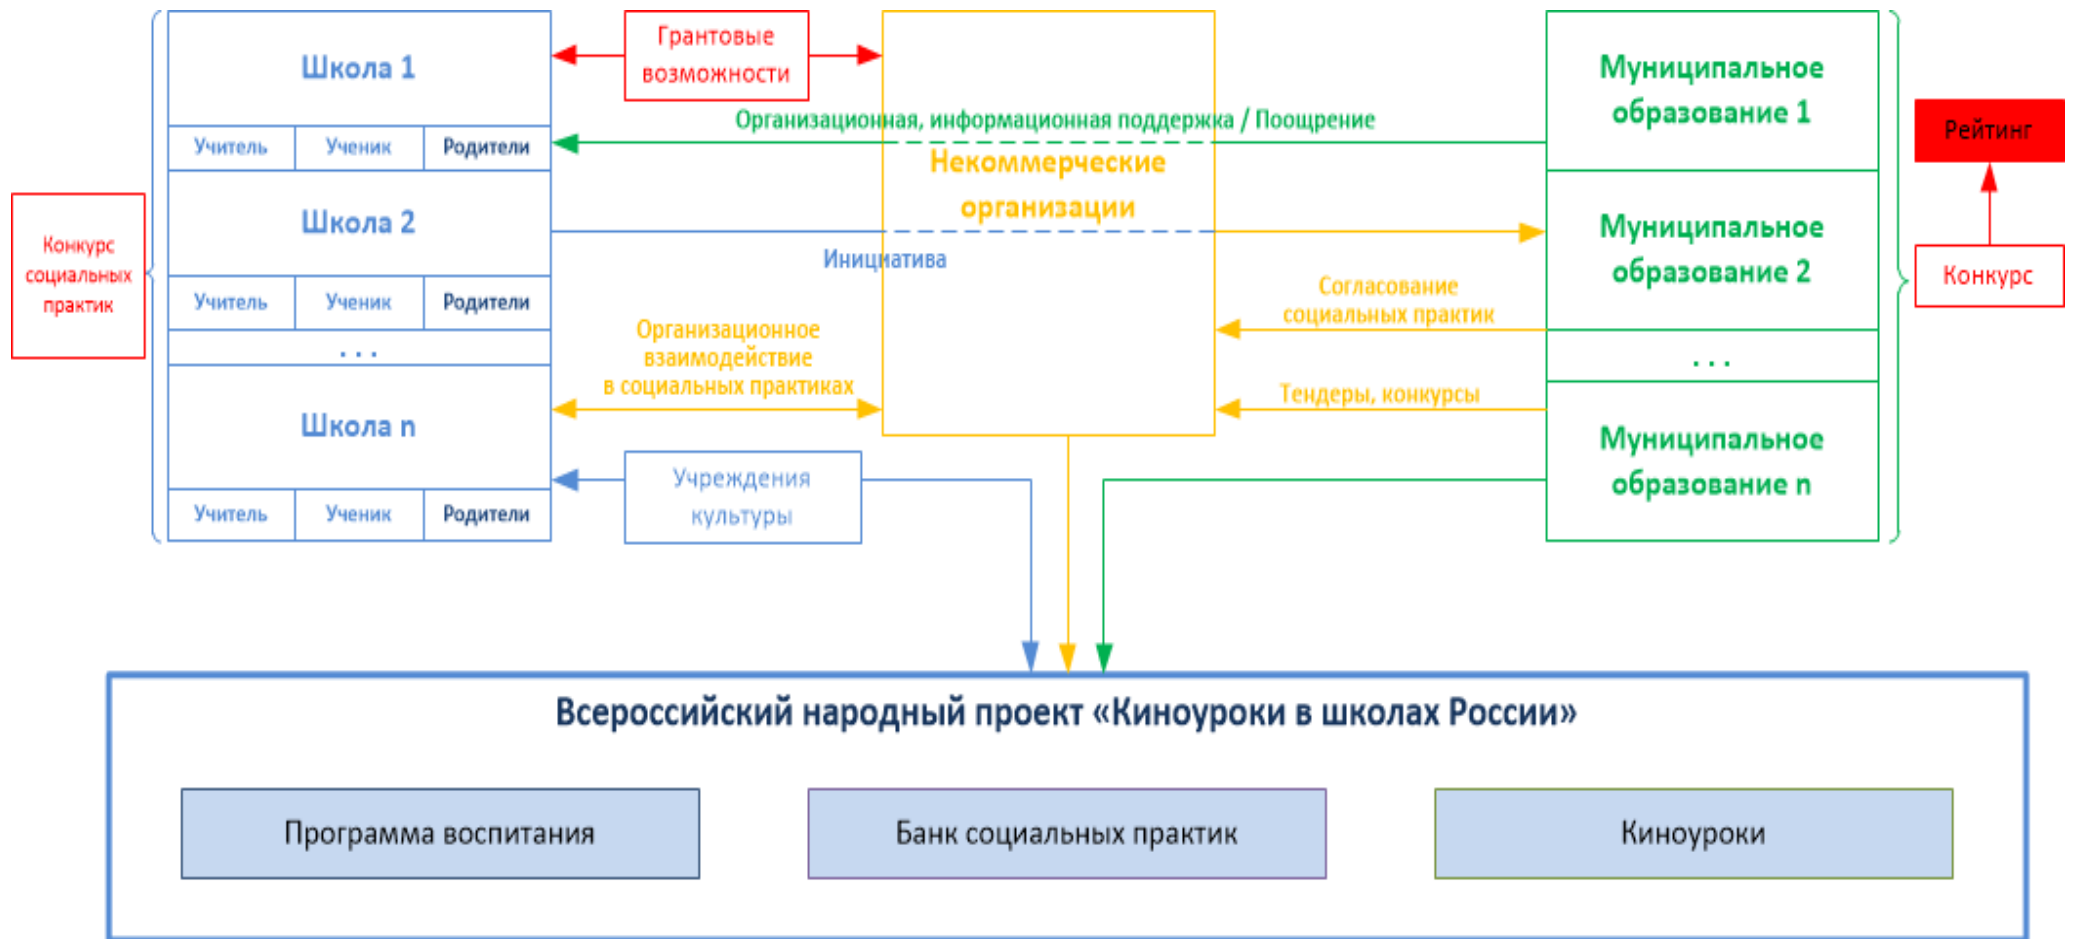 Школа 1
Учитель
Ученик
Родители
Школа 2
Учитель
Ученик
Родители
. . .
Школа n
Учитель
Ученик
Родители
Конкурс
социальных
практик
Грантовые
возможности
Организационная, информационная поддержка / Поощрение
Некоммерческие
организации
Инициатива
Организационное
взаимодействие
в социальных практиках
Учреждения
культуры
Согласование
социальных практик
Тендеры, конкурсы
Муниципальное
образование 1
Муниципальное
образование 2
. . .
Муниципальное
образование n
Рейтинг
Конкурс
Всероссийский народный проект «Киноуроки в школах России»
Программа воспитания
Банк социальных практик
Киноуроки